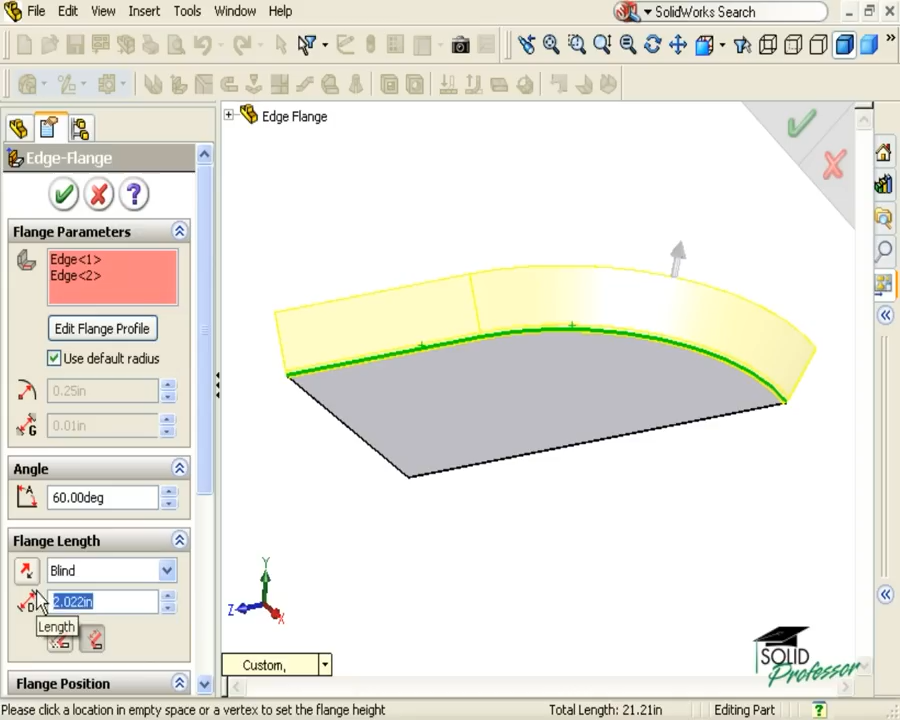 File Edit View Insert Tools Window Help SolidWorks Search
Edge Flange
Edge-Flange
Flange Parameters
Edge<1>
Edge<2>
Edit Flange Profile
Use default radius
0.25in
G 0.01in
Angle
A 60.00deg
Flange Length
Blind
D 2.022in
Length
Flange Position
Y
Z
X
Custom,
SOLID
Professor
Please click a location in empty space or a vertex to set the flange height Total Length: 21.21in Editing Part